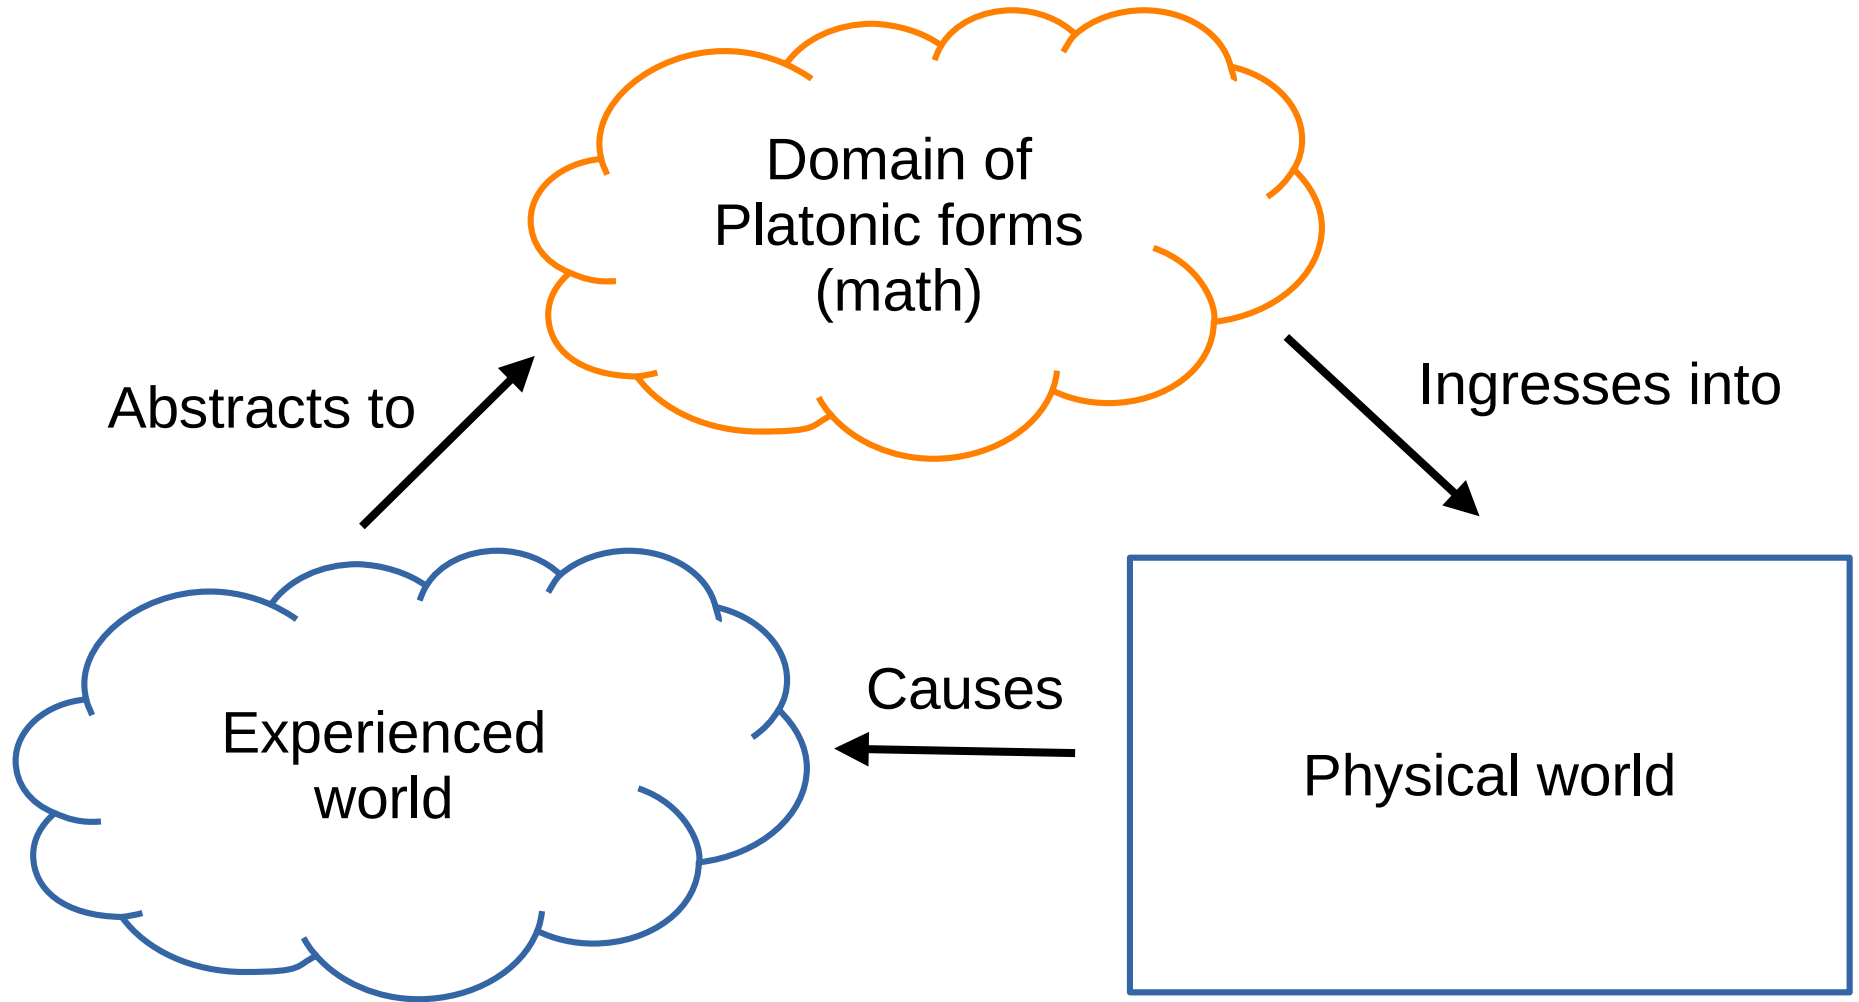 Domain of
Platonic forms
(math)
Abstracts to
Ingresses into
Causes
Experienced
world
Physical world